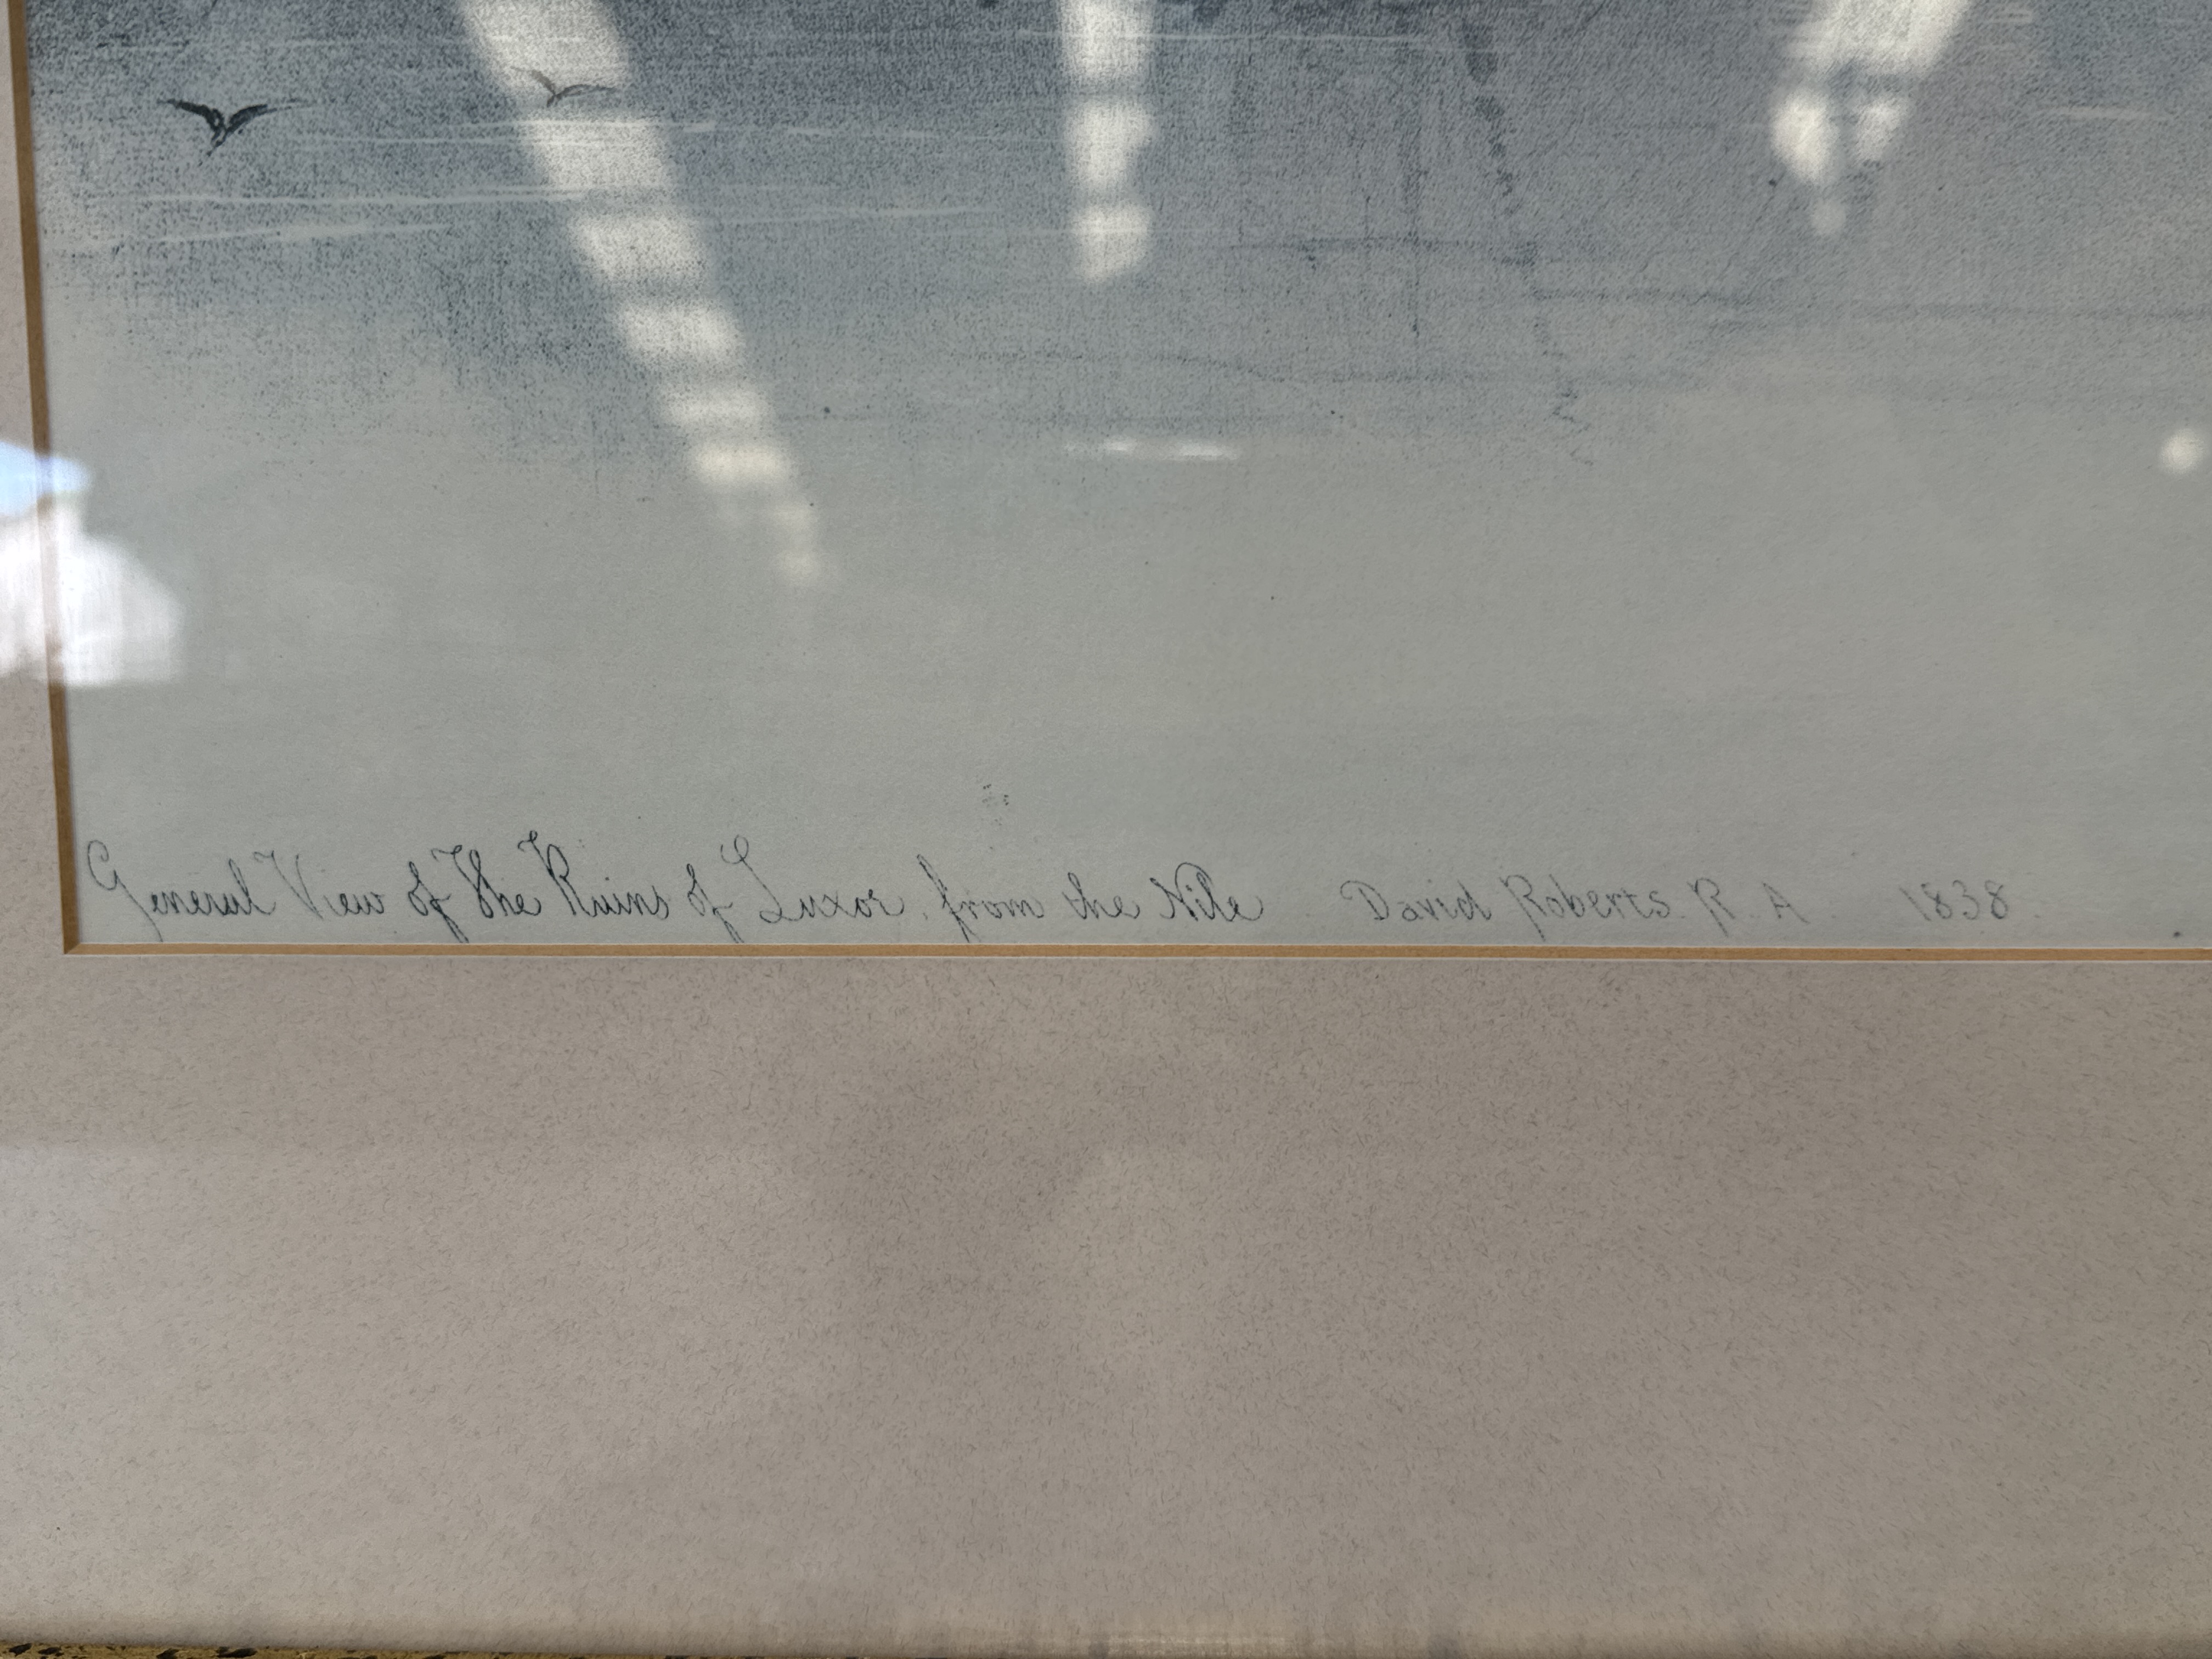 General View of The Ruins of Luxor. from the Nile David Roberts. R. A 1838.